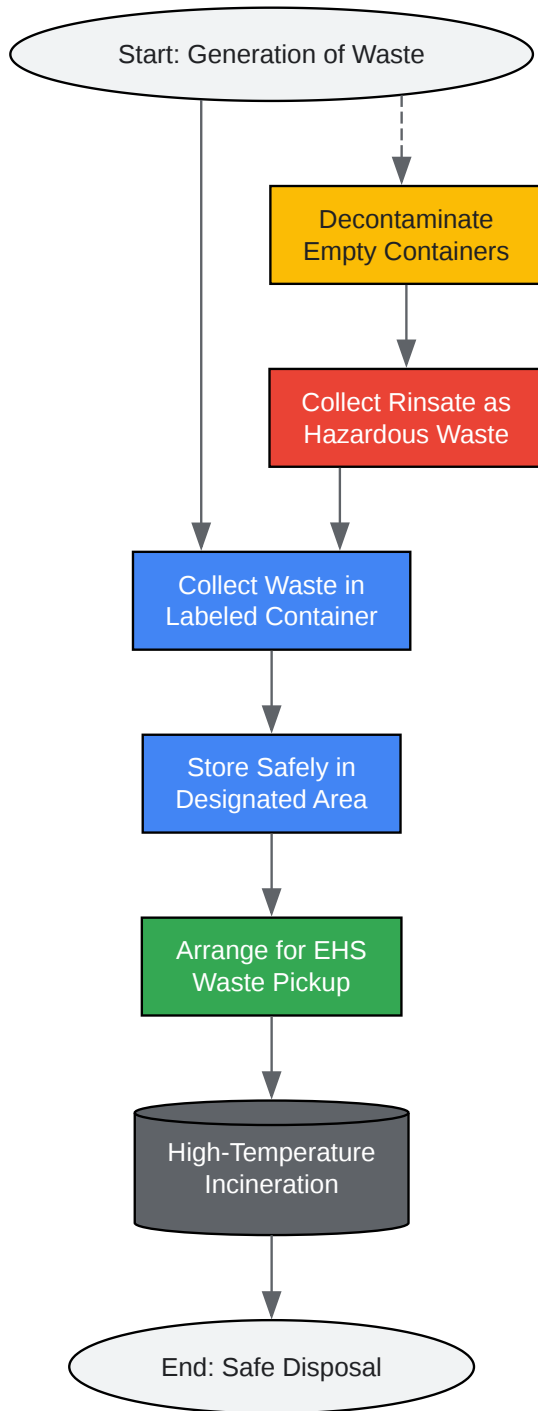 Start: Generation of Waste
Decontaminate
Empty Containers
Collect Rinsate as
Hazardous Waste
Collect Waste in
Labeled Container
Store Safely in
Designated Area
Arrange for EHS
Waste Pickup
High-Temperature
Incineration
End: Safe Disposal